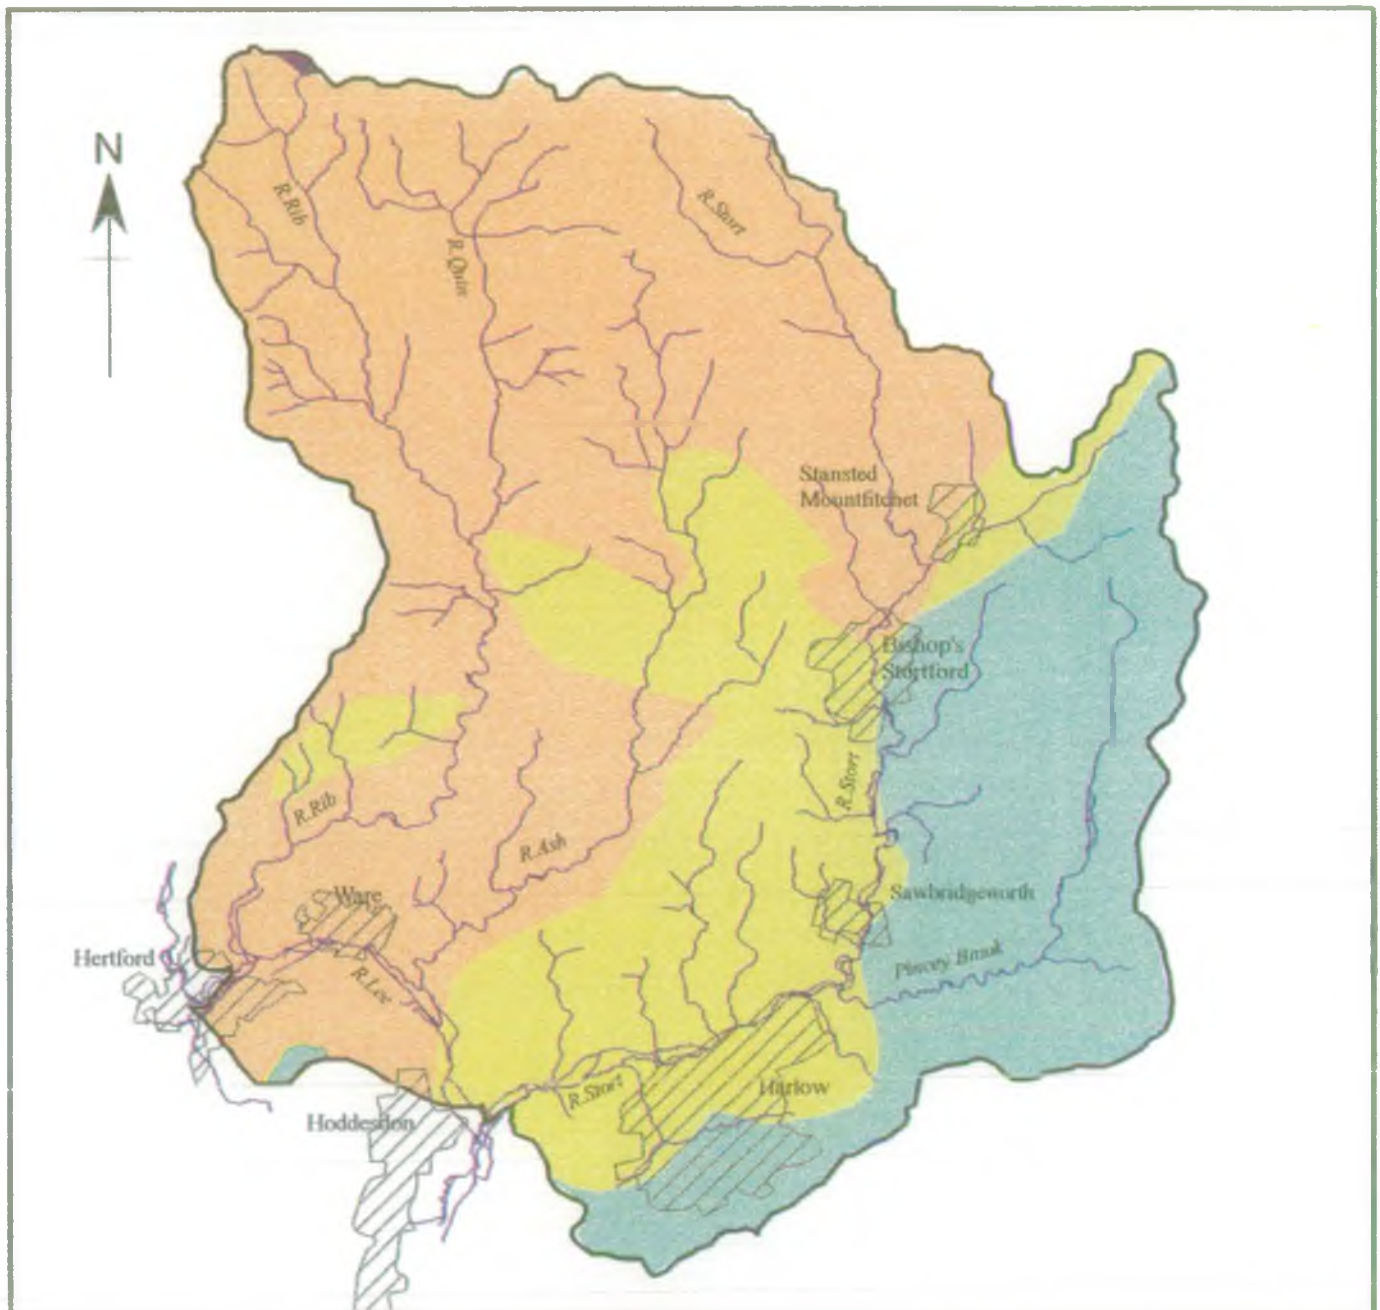 N
R.Rib
R.Stort
R.Quin
Stansted
Mountfitchet
Bishop's
Stortford
R.Stort
R.Rib
R.Ash
Ware
Sawbridgeworth
Hertford
Pincey Brook
R.Lee
R.Stort
Harlow
Hoddesdon